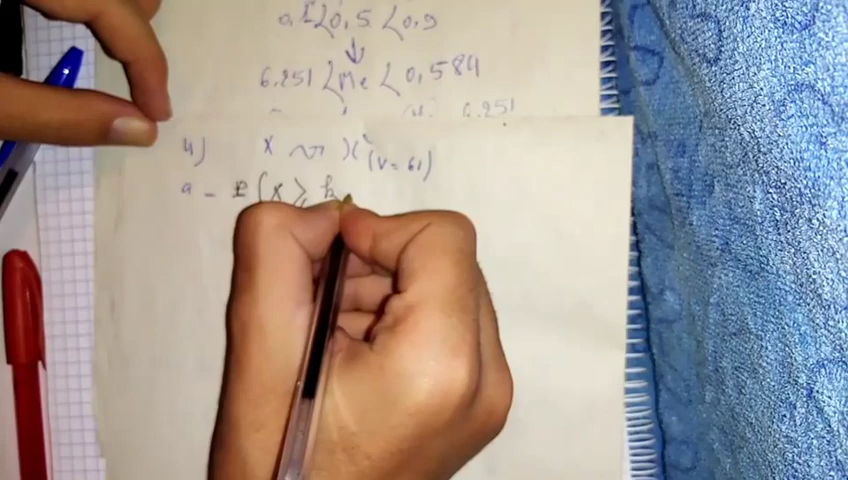 0,1 < 0,5 < 0,9
↓
6.251 < Me < 0,584
6.251
4) X ~ χ² (V = 61)
a - P(X ≥ k